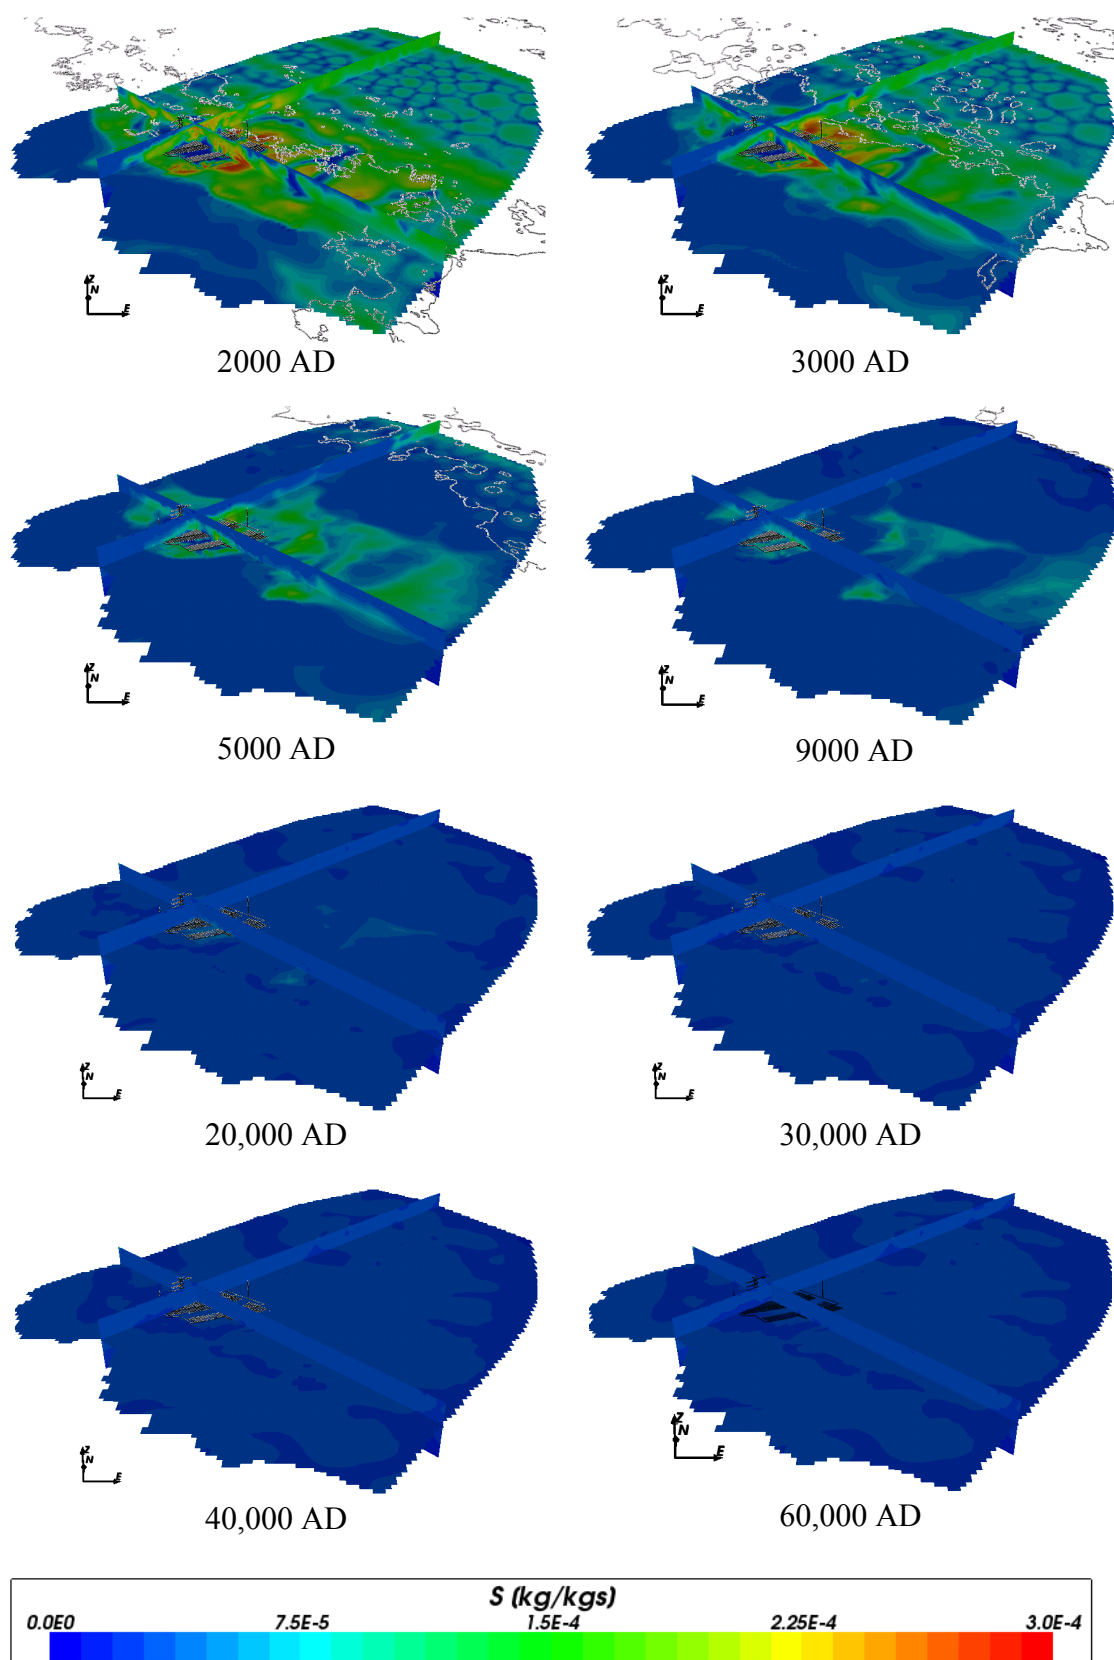 Z
N
E
Z
N
E
2000 AD
3000 AD
Z
N
E
Z
N
E
5000 AD
9000 AD
Z
N
E
Z
N
E
20,000 AD
30,000 AD
Z
N
E
Z
N
E
40,000 AD
60,000 AD
S (kg/kgs)
0.0E0 7.5E-5 1.5E-4 2.25E-4 3.0E-4